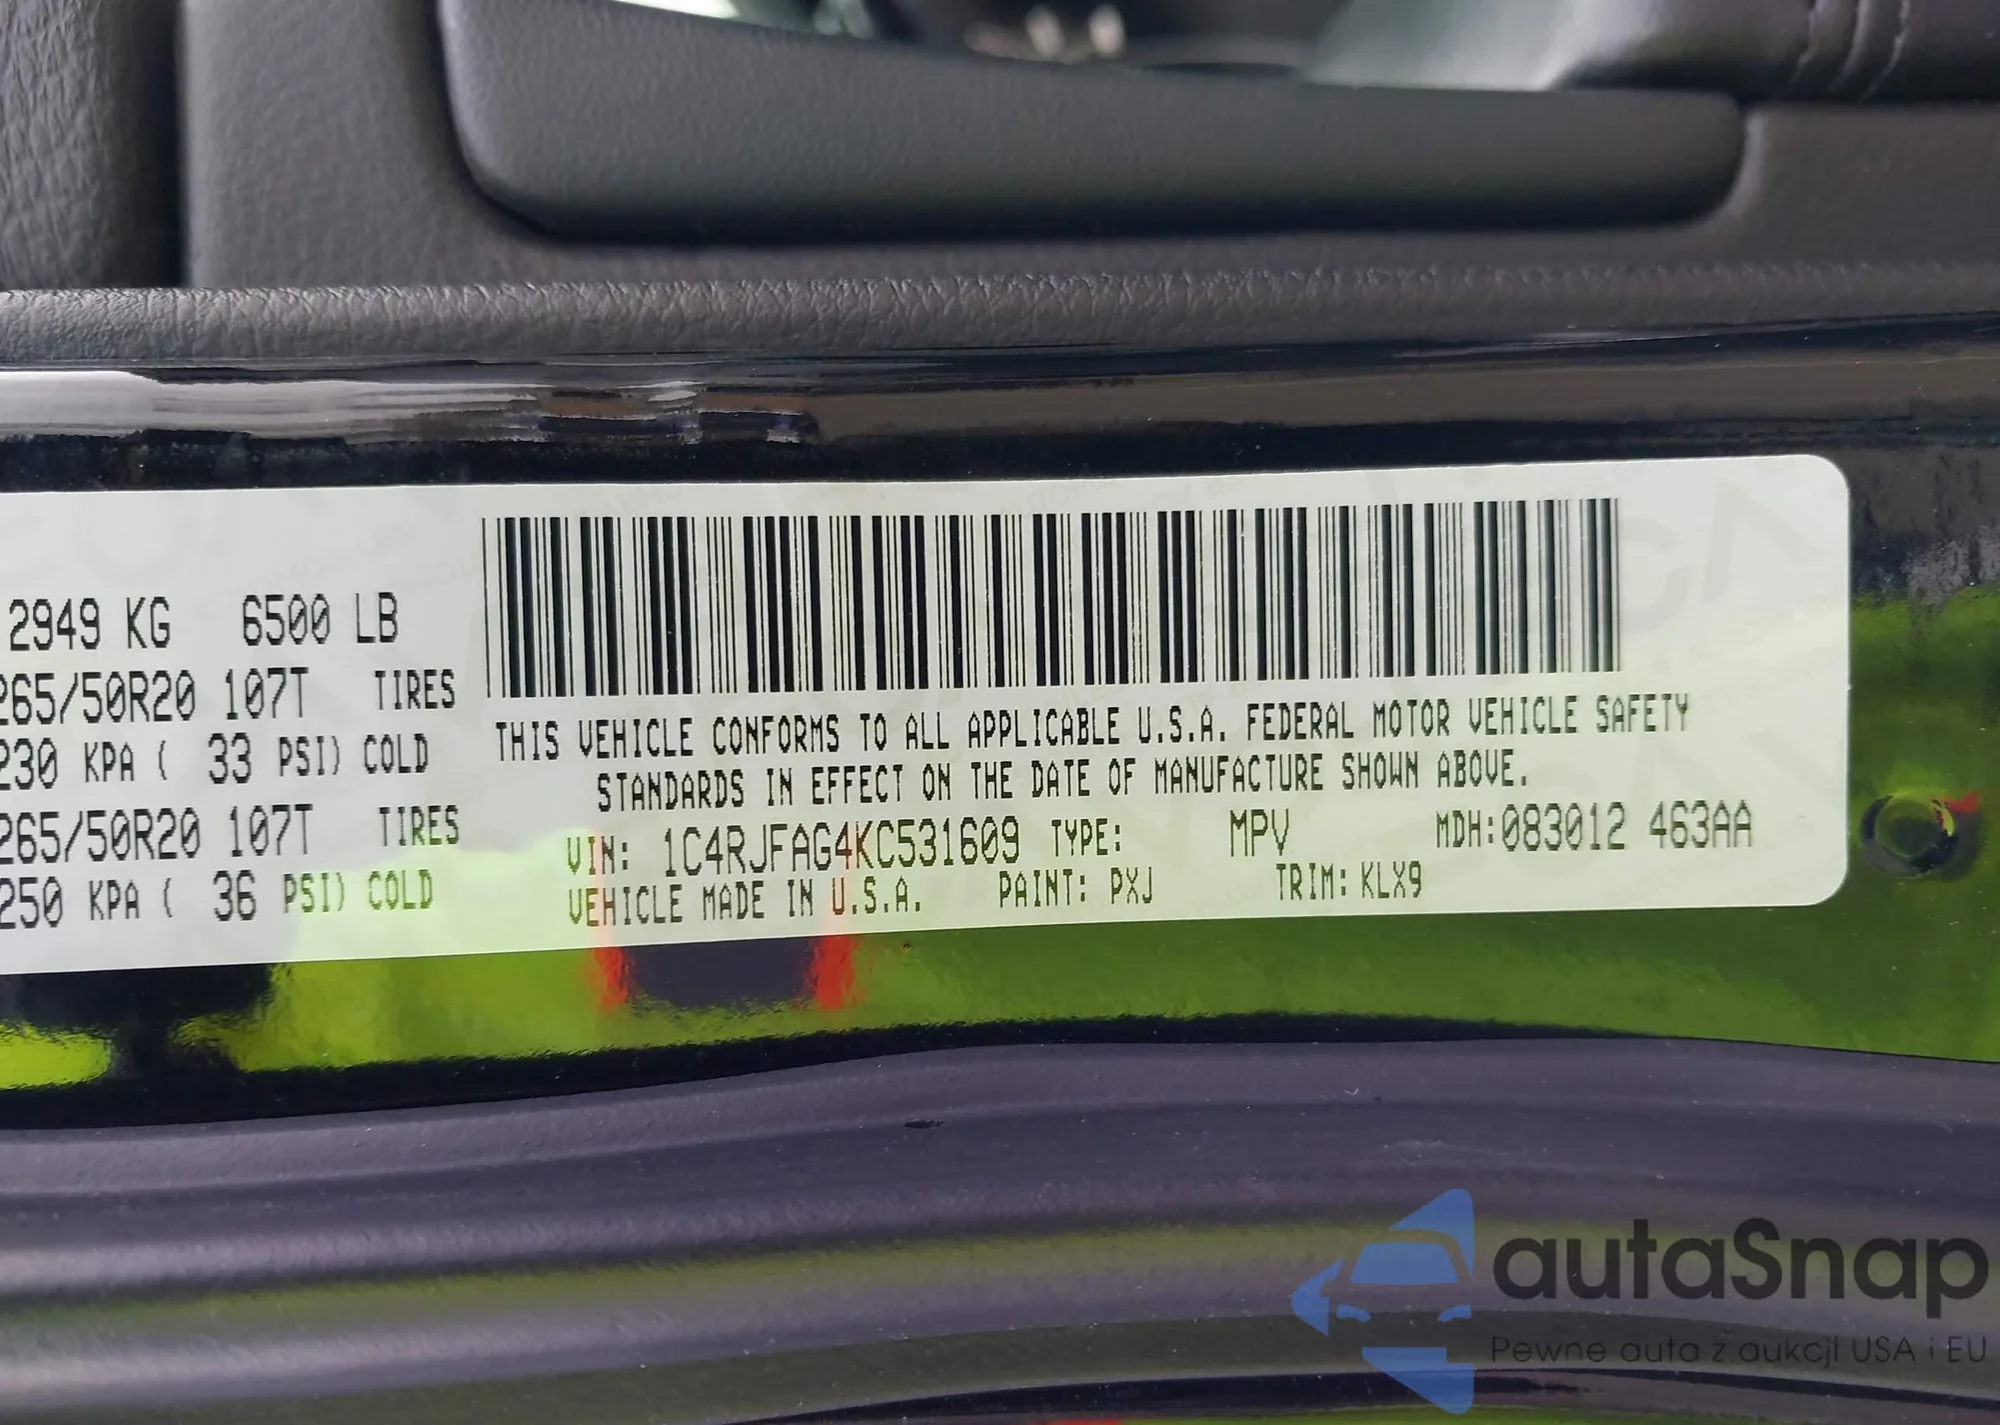 2949 KG 6500 LB
265/50R20 107T TIRES
230 KPA ( 33 PSI) COLD
265/50R20 107T TIRES
250 KPA ( 36 PSI) COLD
THIS VEHICLE CONFORMS TO ALL APPLICABLE U.S.A. FEDERAL MOTOR VEHICLE SAFETY
STANDARDS IN EFFECT ON THE DATE OF MANUFACTURE SHOWN ABOVE.
VIN: 1C4RJFAG4KC531609 TYPE: MPV MDH:083012 463AA
VEHICLE MADE IN U.S.A. PAINT: PXJ TRIM: KLX9
autaSnap
Pewne auta z aukcji USA i EU